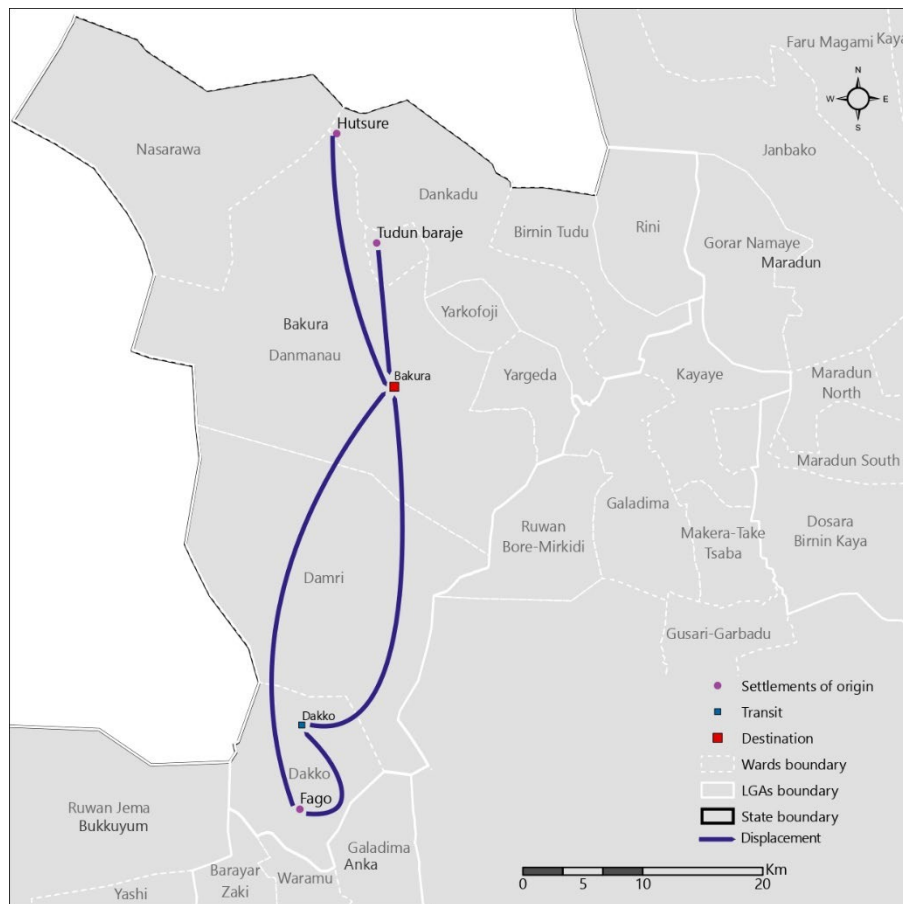 Faru Magami
N
W
E
S
Hutsure
Nasarawa
Janbako
Dankadu
Tudun baraje
Birnin Tudu
Rini
Gorar Namaye
Maradun
Yarkofoji
Bakura
Danmanau
Bakura
Yargeda
Kayaye
Maradun
North
Maradun South
Galadima
Ruwan
Bore-Mirkidi
Makera-Take
Tsaba
Dosara
Birnin Kaya
Damri
Gusari-Garbadu
Settlements of origin
Transit
Destination
Wards boundary
LGAs boundary
State boundary
Displacement
Dakko
Dakko
Fago
Ruwan Jema
Bukkuyum
Galadima
Anka
Barayar
Zaki
Waramu
Yashi
Km
0
5
10
20